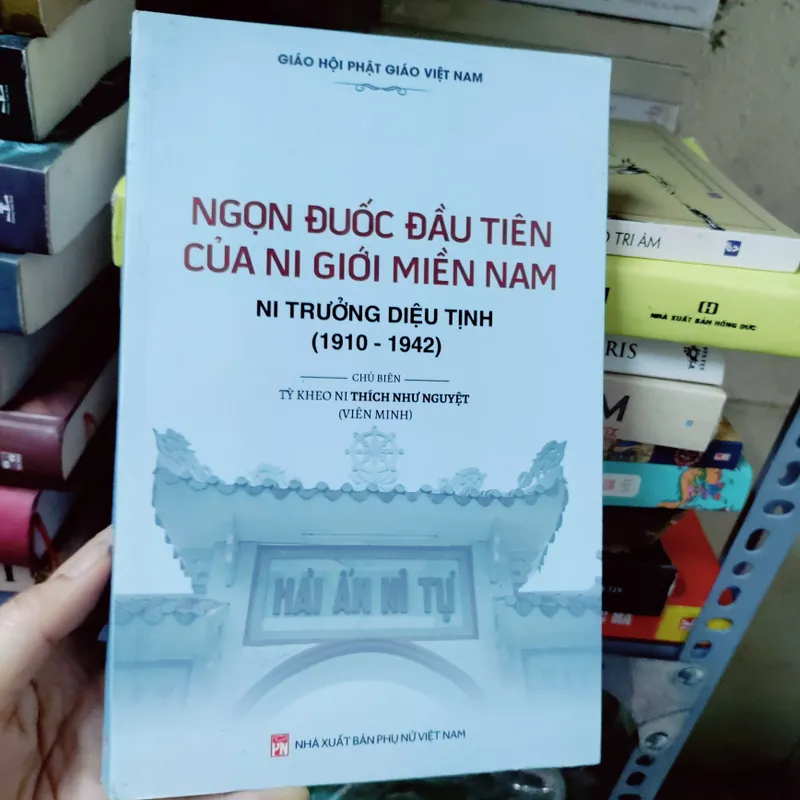 GIÁO HỘI PHẬT GIÁO VIỆT NAM
NGỌN ĐUỐC ĐẦU TIÊN
CỦA NI GIỚI MIỀN NAM
NI TRƯỞNG DIỆU TỊNH
(1910 - 1942)
CHỦ BIÊN
TỲ KHEO NI THÍCH NHƯ NGUYỆT
(VIÊN MINH)
HẢI ẤN NI TỰ
PN
NHÀ XUẤT BẢN PHỤ NỮ VIỆT NAM
TRI ÂM
H
NHÀ XUẤT BẢN HỒNG ĐỨC
RIS